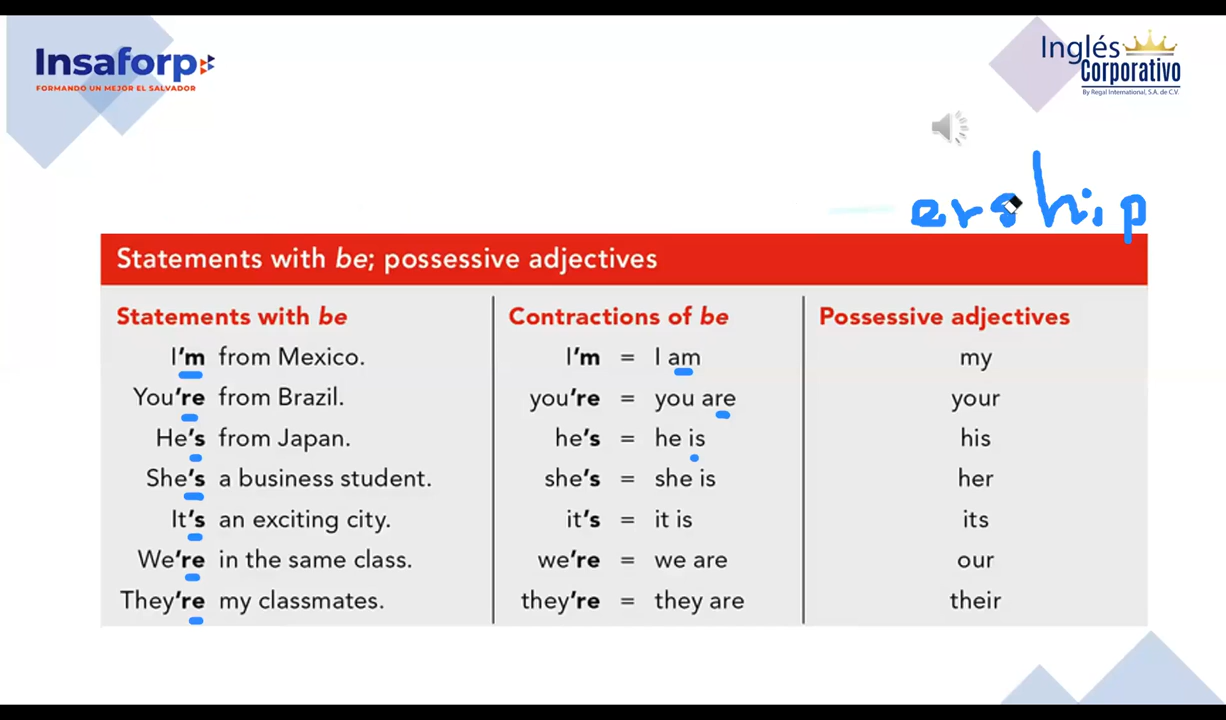 Insaforp
FORMANDO UN MEJOR EL SALVADOR
Inglés
Corporativo
By Regal International, S.A. de C.V.
ership
Statements with be; possessive adjectives
Statements with be Contractions of be Possessive adjectives
I'm from Mexico. I'm = I am my
You're from Brazil. you're = you are your
He's from Japan. he's = he is his
She's a business student. she's = she is her
It's an exciting city. it's = it is its
We're in the same class. we're = we are our
They're my classmates. they're = they are their